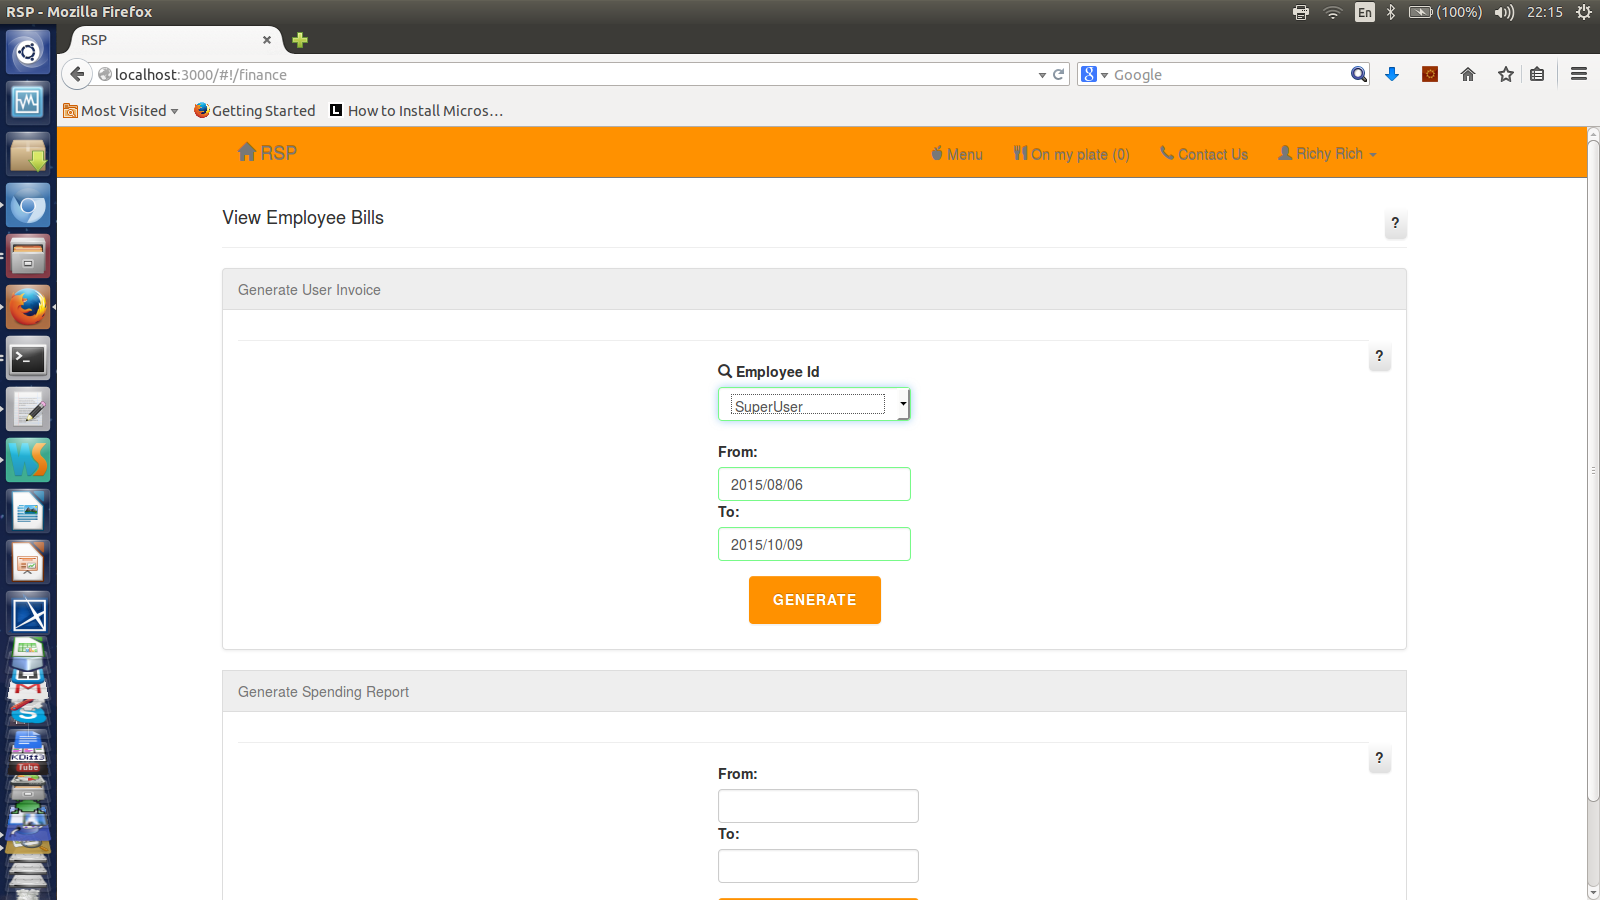 RSP - Mozilla Firefox
En
(100%)
22:15
RSP
localhost:3000/#!/finance
Google
Most Visited
Getting Started
How to Install Micros...
RSP
Menu
On my plate (0)
Contact Us
Richy Rich
View Employee Bills
?
Generate User Invoice
?
Employee Id
SuperUser
From:
2015/08/06
To:
2015/10/09
GENERATE
Generate Spending Report
?
From:
To:
KDiff3
Tube